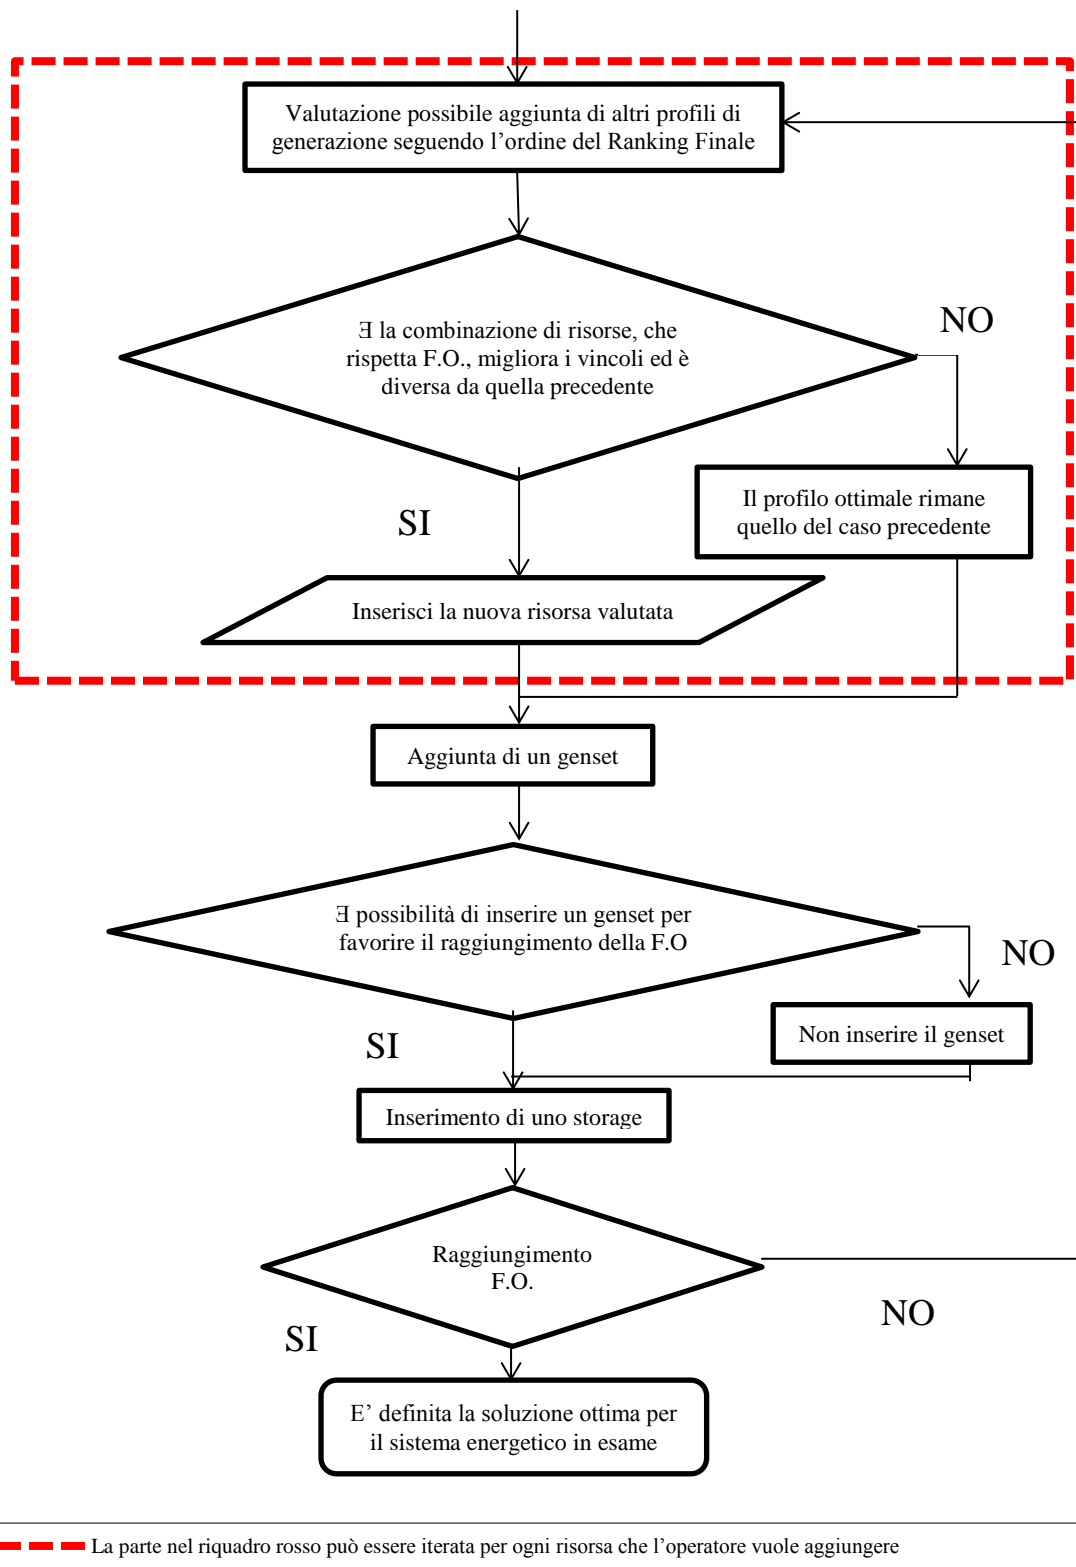 Valutazione possibile aggiunta di altri profili di
generazione seguendo l’ordine del Ranking Finale
∃ la combinazione di risorse, che
rispetta F.O., migliora i vincoli ed è
diversa da quella precedente
NO
Il profilo ottimale rimane
quello del caso precedente
SI
Inserisci la nuova risorsa valutata
Aggiunta di un genset
∃ possibilità di inserire un genset per
favorire il raggiungimento della F.O
NO
Non inserire il genset
SI
Inserimento di uno storage
Raggiungimento
F.O.
NO
SI
E’ definita la soluzione ottima per
il sistema energetico in esame
La parte nel riquadro rosso può essere iterata per ogni risorsa che l’operatore vuole aggiungere